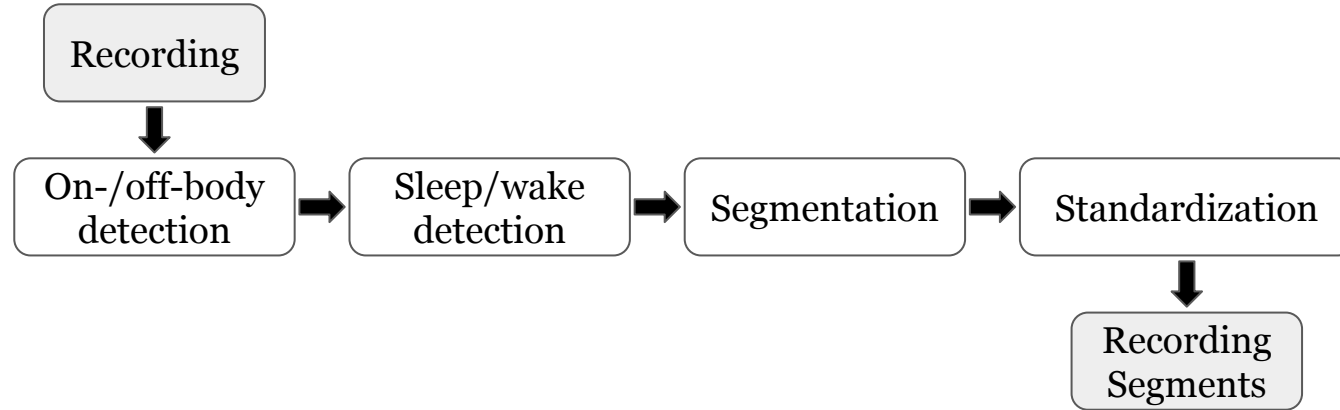 Recording
On-/off-body
detection
Sleep/wake
detection
Segmentation
Standardization
Recording
Segments